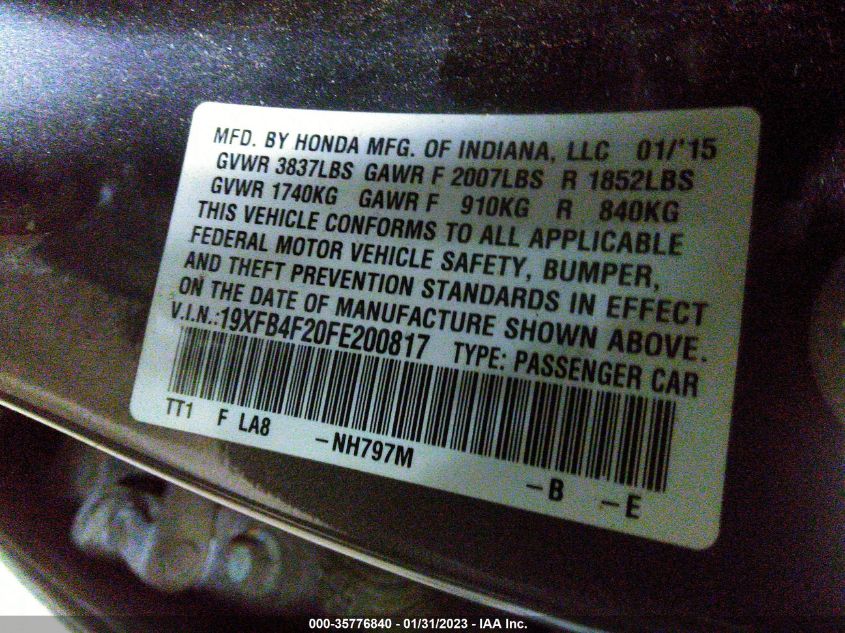 MFD. BY HONDA MFG. OF INDIANA, LLC 01/'15
GVWR 3837LBS GAWR F 2007LBS R 1852LBS
GVWR 1740KG GAWR F 910KG R 840KG
THIS VEHICLE CONFORMS TO ALL APPLICABLE
FEDERAL MOTOR VEHICLE SAFETY, BUMPER,
AND THEFT PREVENTION STANDARDS IN EFFECT
ON THE DATE OF MANUFACTURE SHOWN ABOVE.
V.I.N.:19XFB4F20FE200817 TYPE: PASSENGER CAR
TT1 F LA8 -NH797M -B -E
000-35776840 - 01/31/2023 - IAA Inc.